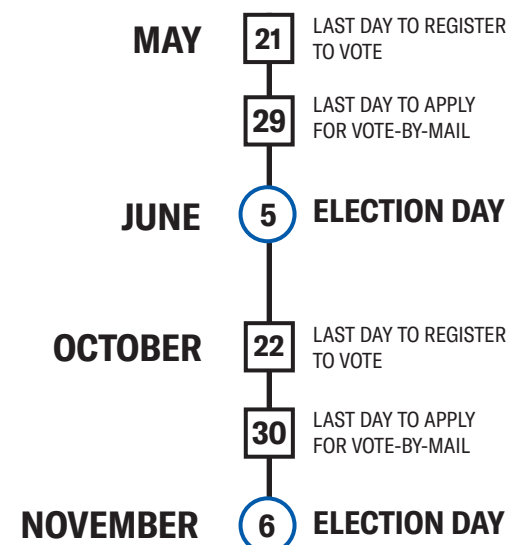 MAY
21
LAST DAY TO REGISTER
TO VOTE
29
LAST DAY TO APPLY
FOR VOTE-BY-MAIL
JUNE
5
ELECTION DAY
OCTOBER
22
LAST DAY TO REGISTER
TO VOTE
30
LAST DAY TO APPLY
FOR VOTE-BY-MAIL
NOVEMBER
6
ELECTION DAY